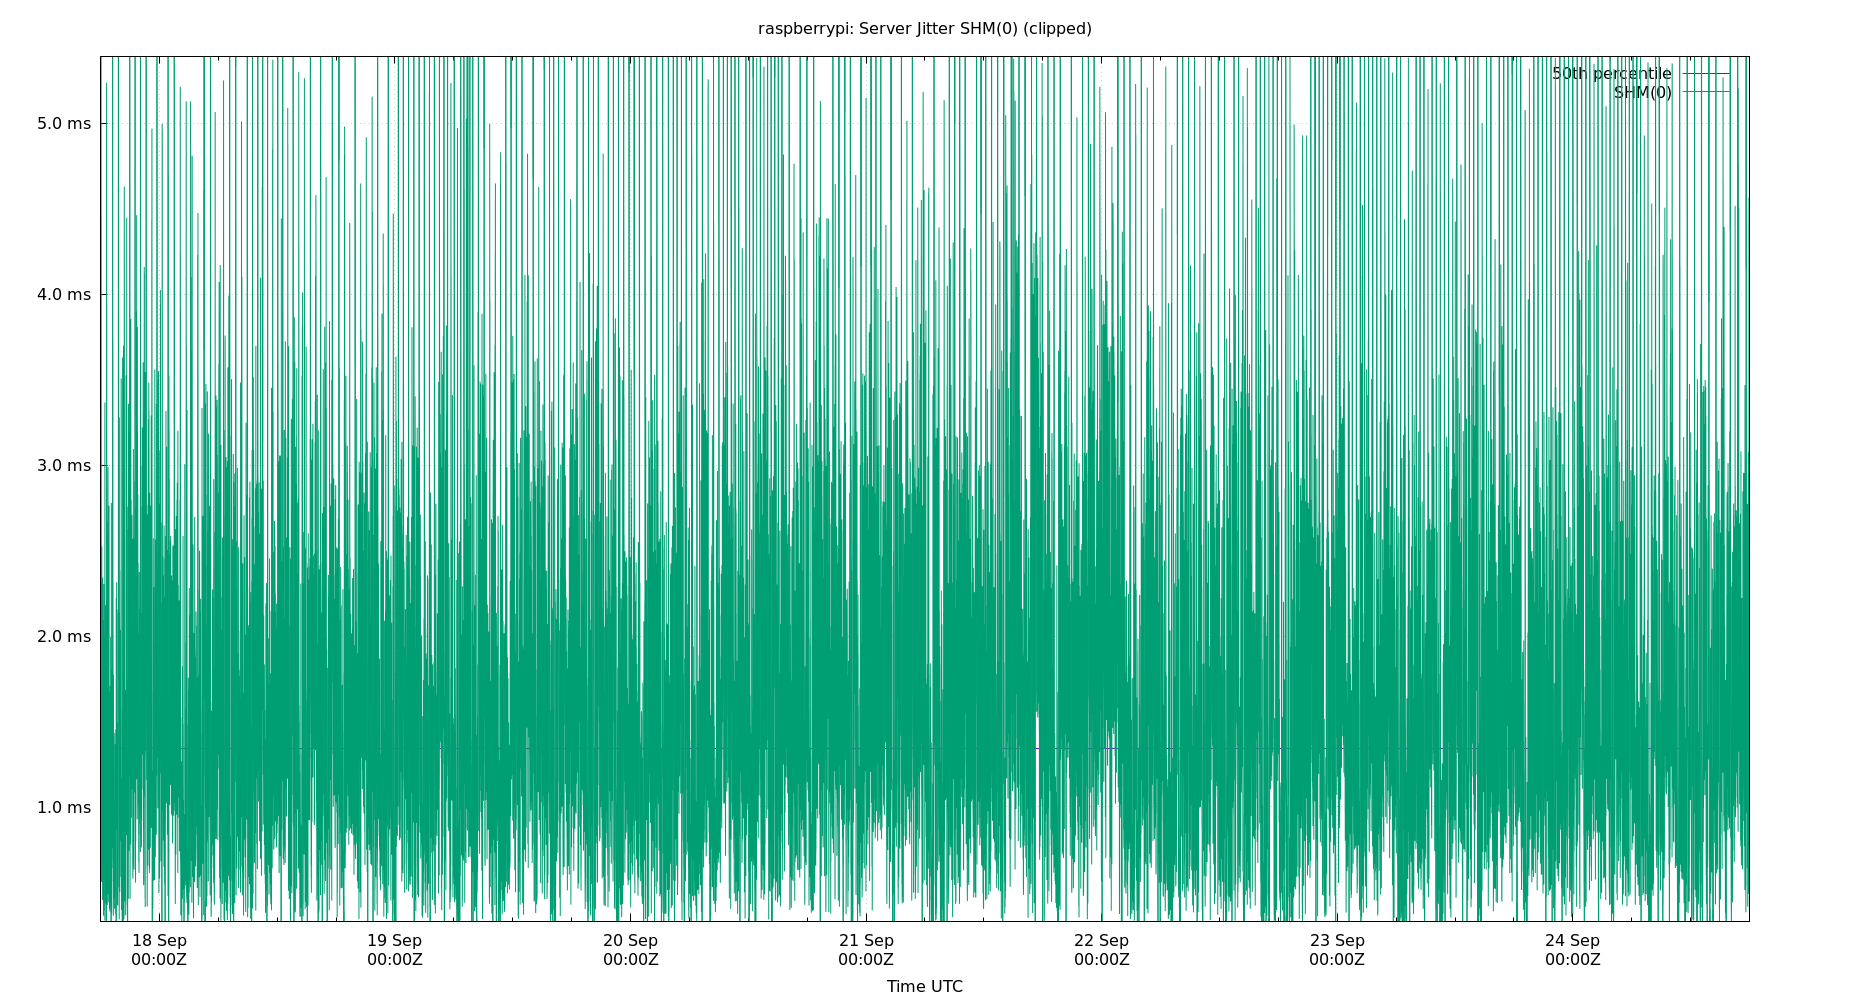 raspberrypi: Server Jitter SHM(0) (clipped)
50th percentile
SHM(0)
5.0 ms
4.0 ms
3.0 ms
2.0 ms
1.0 ms
18 Sep 19 Sep 20 Sep 21 Sep 22 Sep 23 Sep 24 Sep
00:00Z 00:00Z 00:00Z 00:00Z 00:00Z 00:00Z 00:00Z
Time UTC